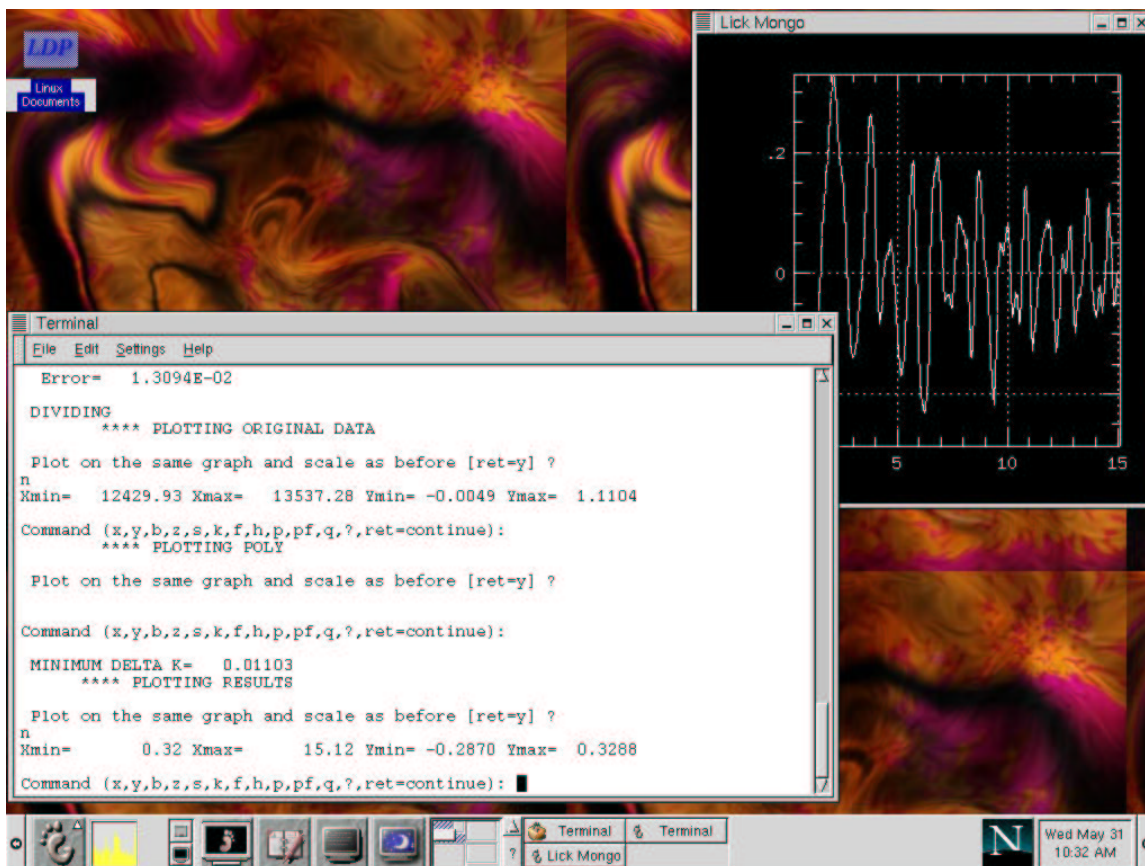 LDP
Linux
Documents
Lick Mongo
.2
0
5
10
15
Terminal
File Edit Settings Help
Error= 1.3094E-02
DIVIDING
**** PLOTTING ORIGINAL DATA
Plot on the same graph and scale as before [ret=y] ?
n
Xmin= 12429.93 Xmax= 13537.28 Ymin= -0.0049 Ymax= 1.1104
Command (x,y,b,z,s,k,f,h,p,pf,q,?,ret=continue):
**** PLOTTING POLY
Plot on the same graph and scale as before [ret=y] ?
Command (x,y,b,z,s,k,f,h,p,pf,q,?,ret=continue):
MINIMUM DELTA K= 0.01103
**** PLOTTING RESULTS
Plot on the same graph and scale as before [ret=y] ?
n
Xmin= 0.32 Xmax= 15.12 Ymin= -0.2870 Ymax= 0.3288
Command (x,y,b,z,s,k,f,h,p,pf,q,?,ret=continue):
Terminal
Terminal
?
Lick Mongo
N
Wed May 31
10:32 AM